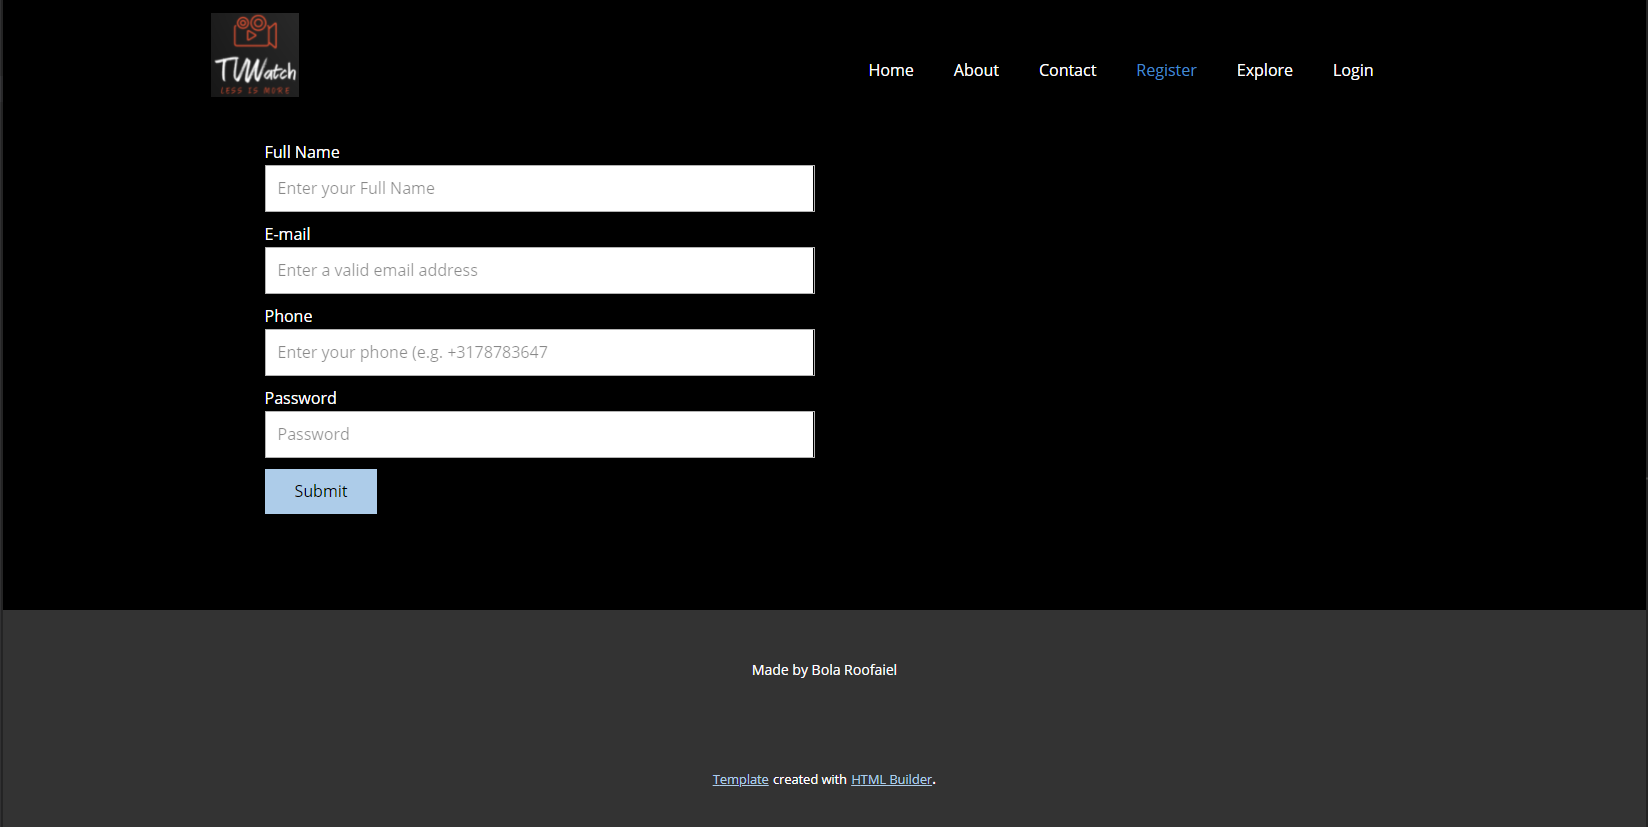 TVWatch
LESS IS MORE
Home About Contact Register Explore Login
Full Name
Enter your Full Name
E-mail
Enter a valid email address
Phone
Enter your phone (e.g. +3178783647
Password
Password
Submit
Made by Bola Roofaiel
Template created with HTML Builder.